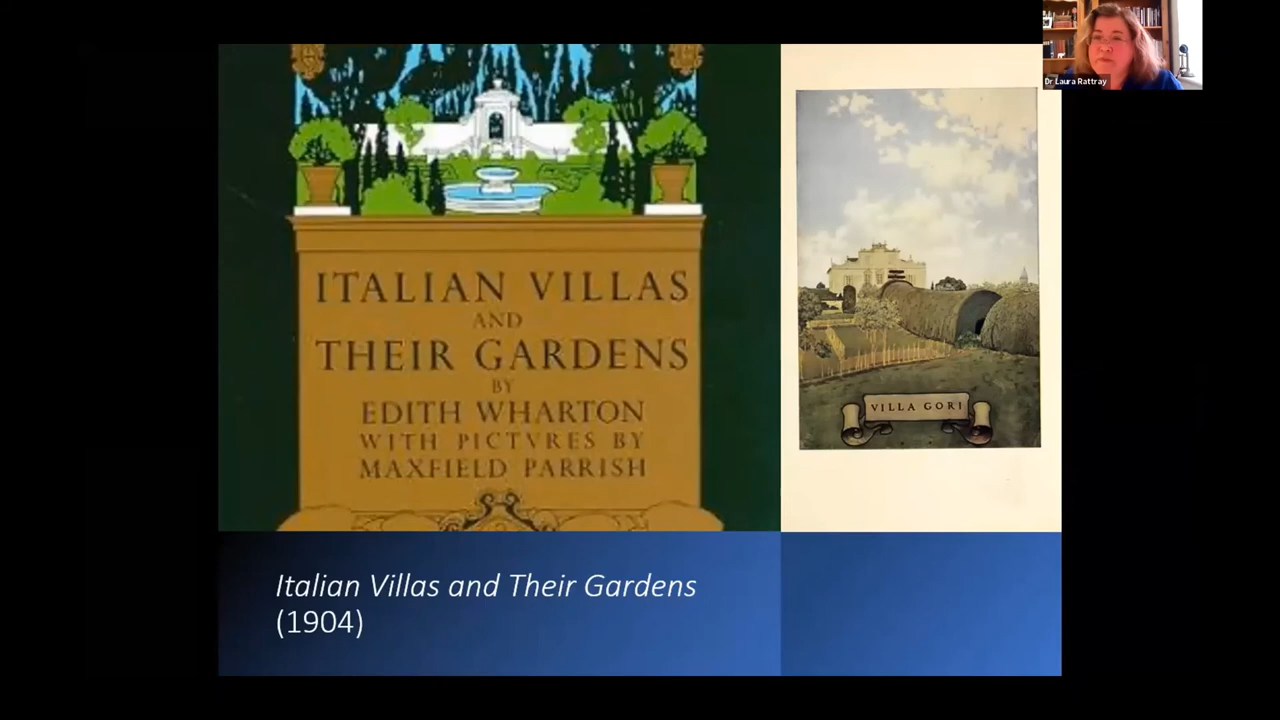 Dr Laura Rattray
ITALIAN VILLAS
AND
THEIR GARDENS
BY
EDITH WHARTON
WITH PICTVRES BY
MAXFIELD PARRISH
VILLA GORI
Italian Villas and Their Gardens
(1904)